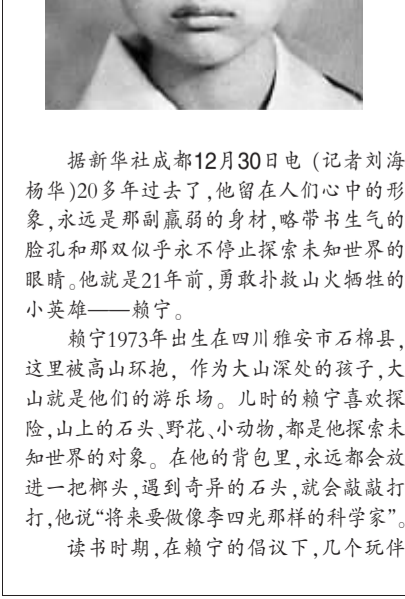 据新华社成都12月30日电（记者刘海
杨华)20多年过去了,他留在人们心中的形
象,永远是那副羸弱的身材,略带书生气的
脸孔和那双似乎永不停止探索未知世界的
眼睛。他就是21年前,勇敢扑救山火牺牲的
小英雄——赖宁。
赖宁1973年出生在四川雅安市石棉县,
这里被高山环抱，作为大山深处的孩子,大
山就是他们的游乐场。儿时的赖宁喜欢探
险,山上的石头、野花、小动物,都是他探索未
知世界的对象。在他的背包里,永远都会放
进一把榔头,遇到奇异的石头,就会敲敲打
打,他说“将来要做像李四光那样的科学家”。
读书时期,在赖宁的倡议下,几个玩伴